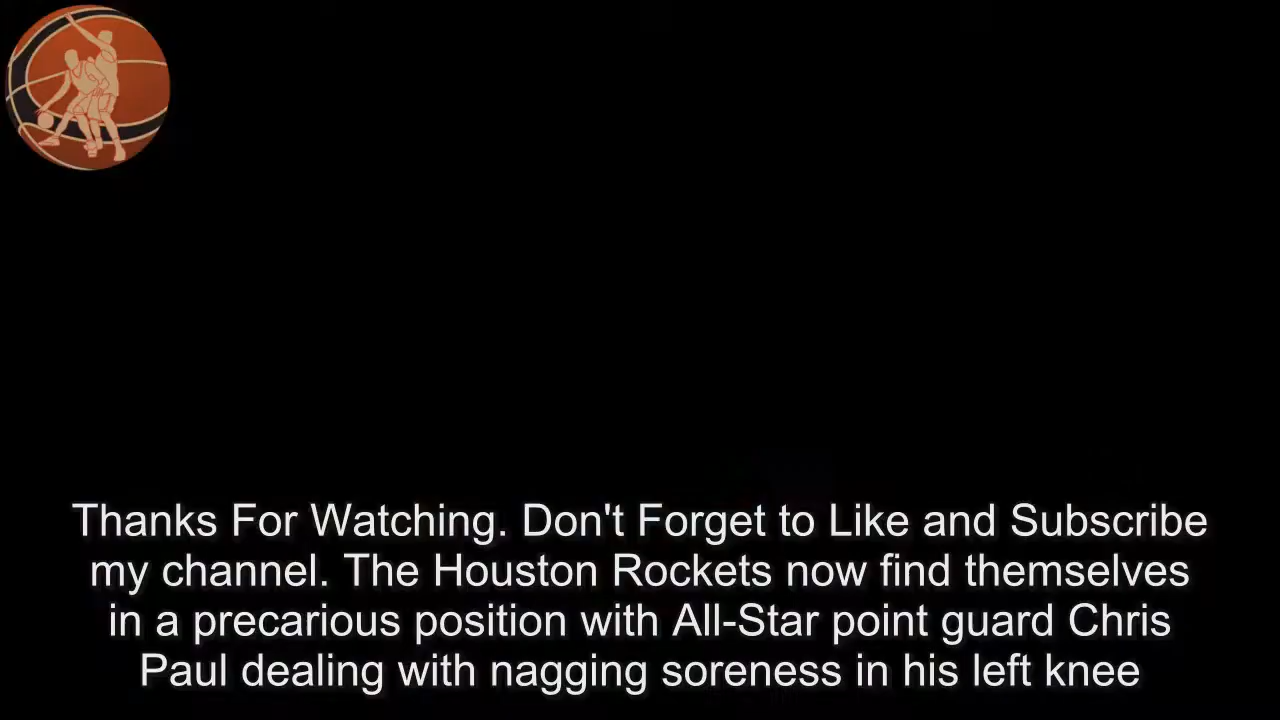 Thanks For Watching. Don't Forget to Like and Subscribe
my channel. The Houston Rockets now find themselves
in a precarious position with All-Star point guard Chris
Paul dealing with nagging soreness in his left knee